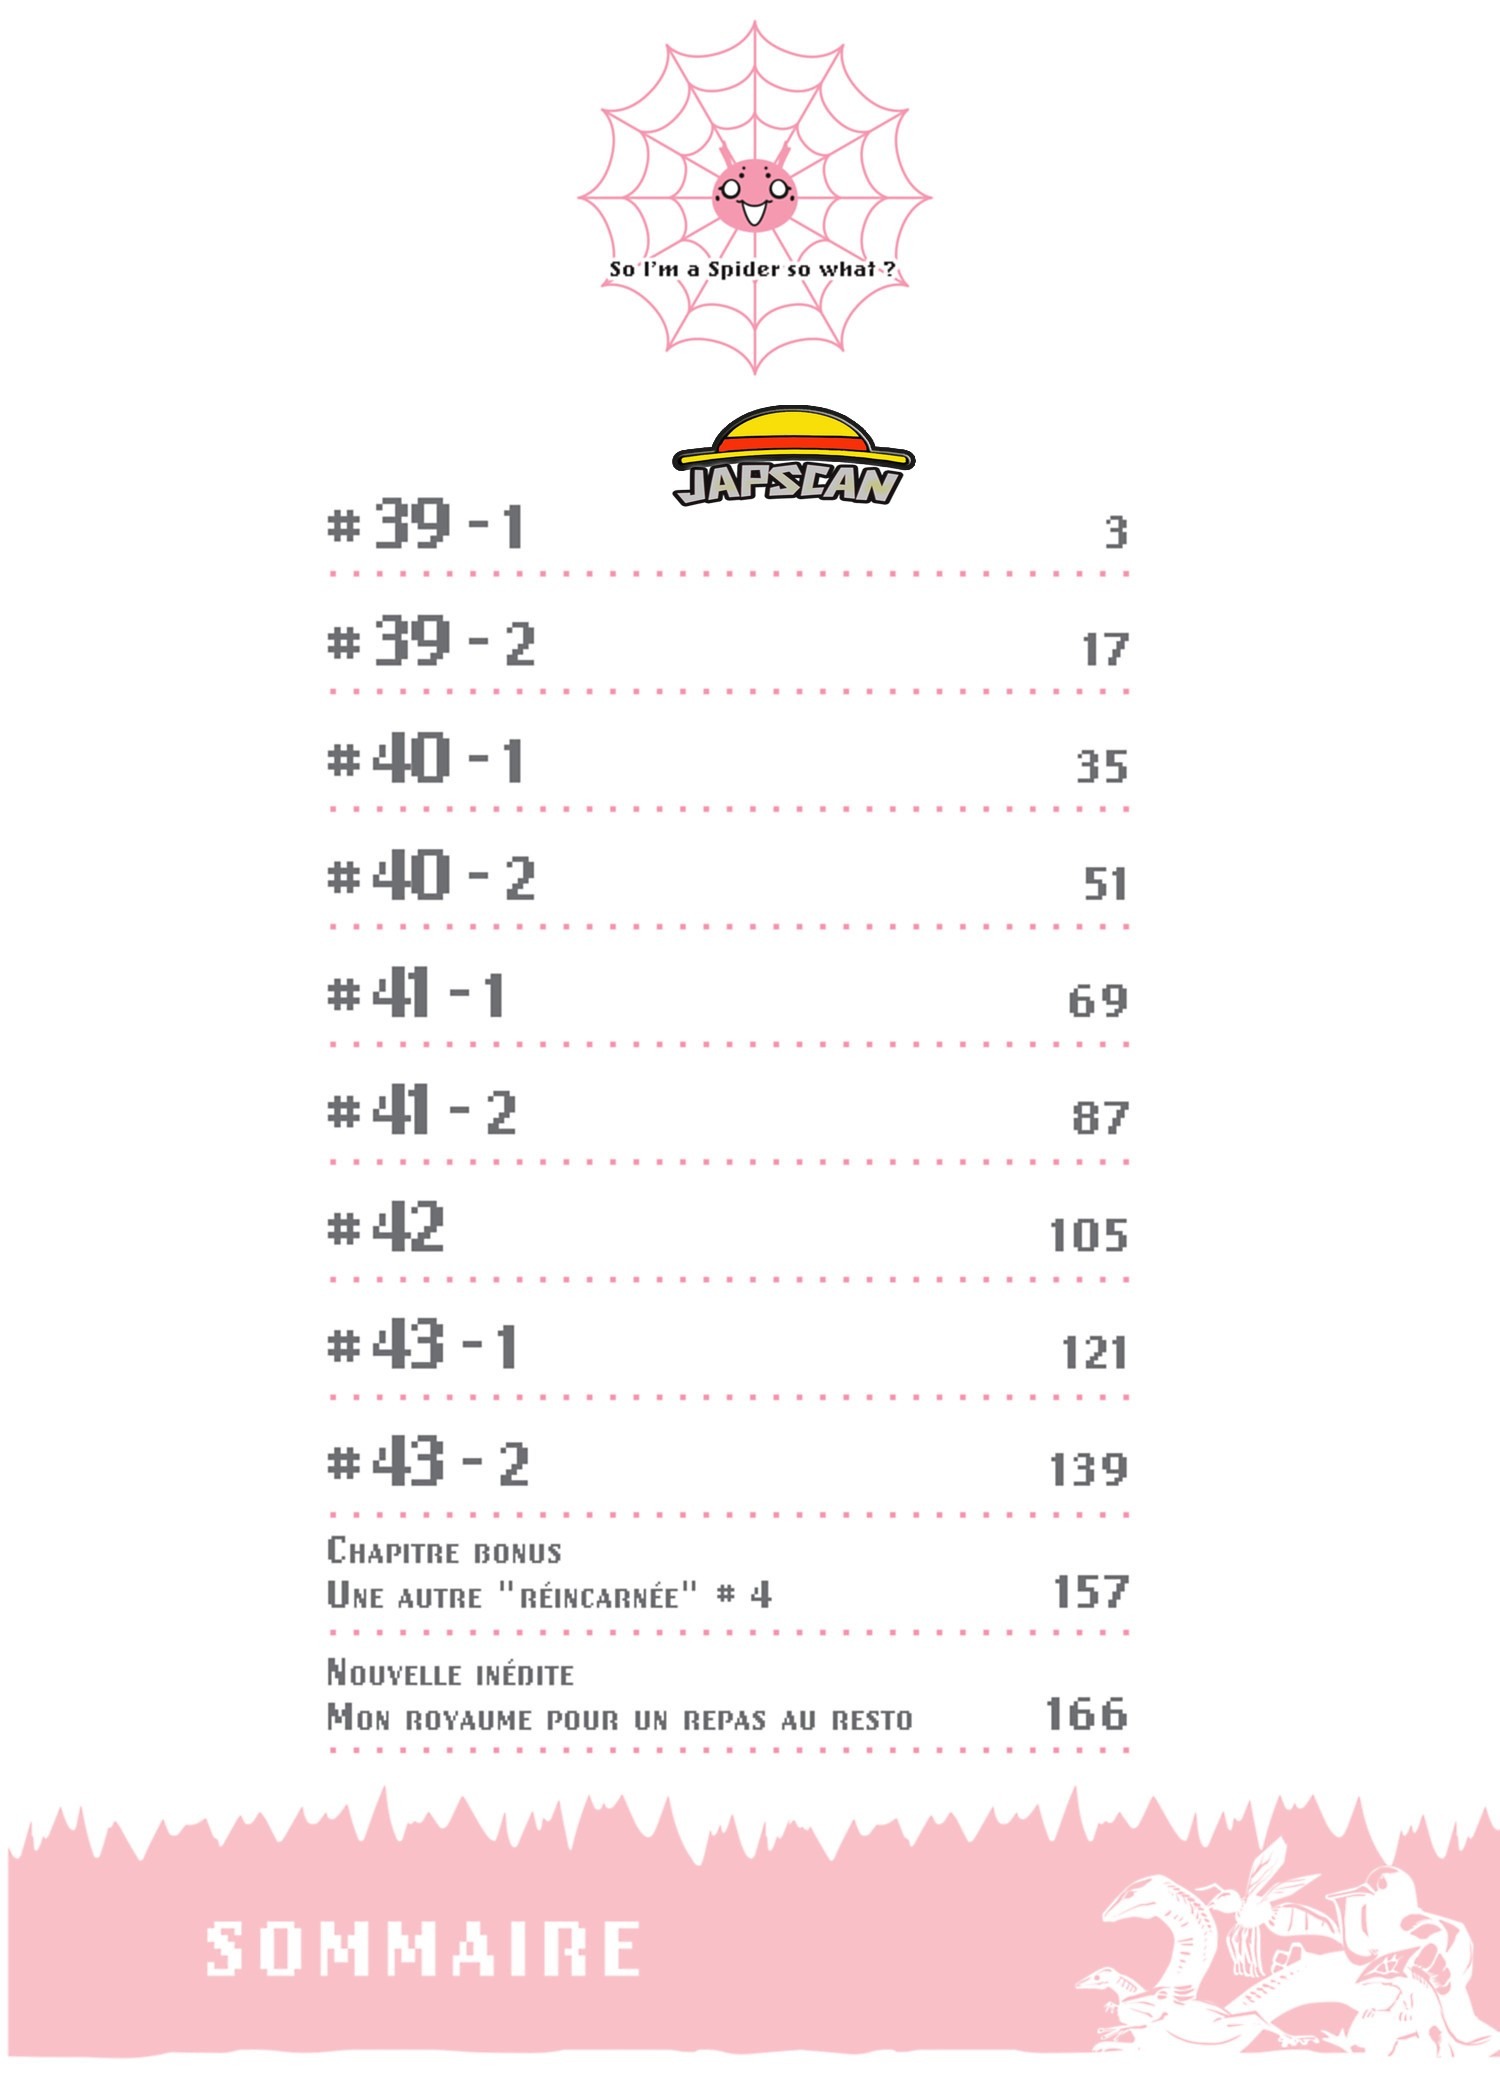 So I'm a Spider so what ?
JAPSCAN
# 39 - 1 3
# 39 - 2 17
# 40 - 1 35
# 40 - 2 51
# 41 - 1 69
# 41 - 2 87
# 42 105
# 43 - 1 121
# 43 - 2 139
Chapitre bonus
Une autre "réincarnée" # 4 157
Nouvelle inédite
Mon royaume pour un repas au resto 166
SOMMAIRE